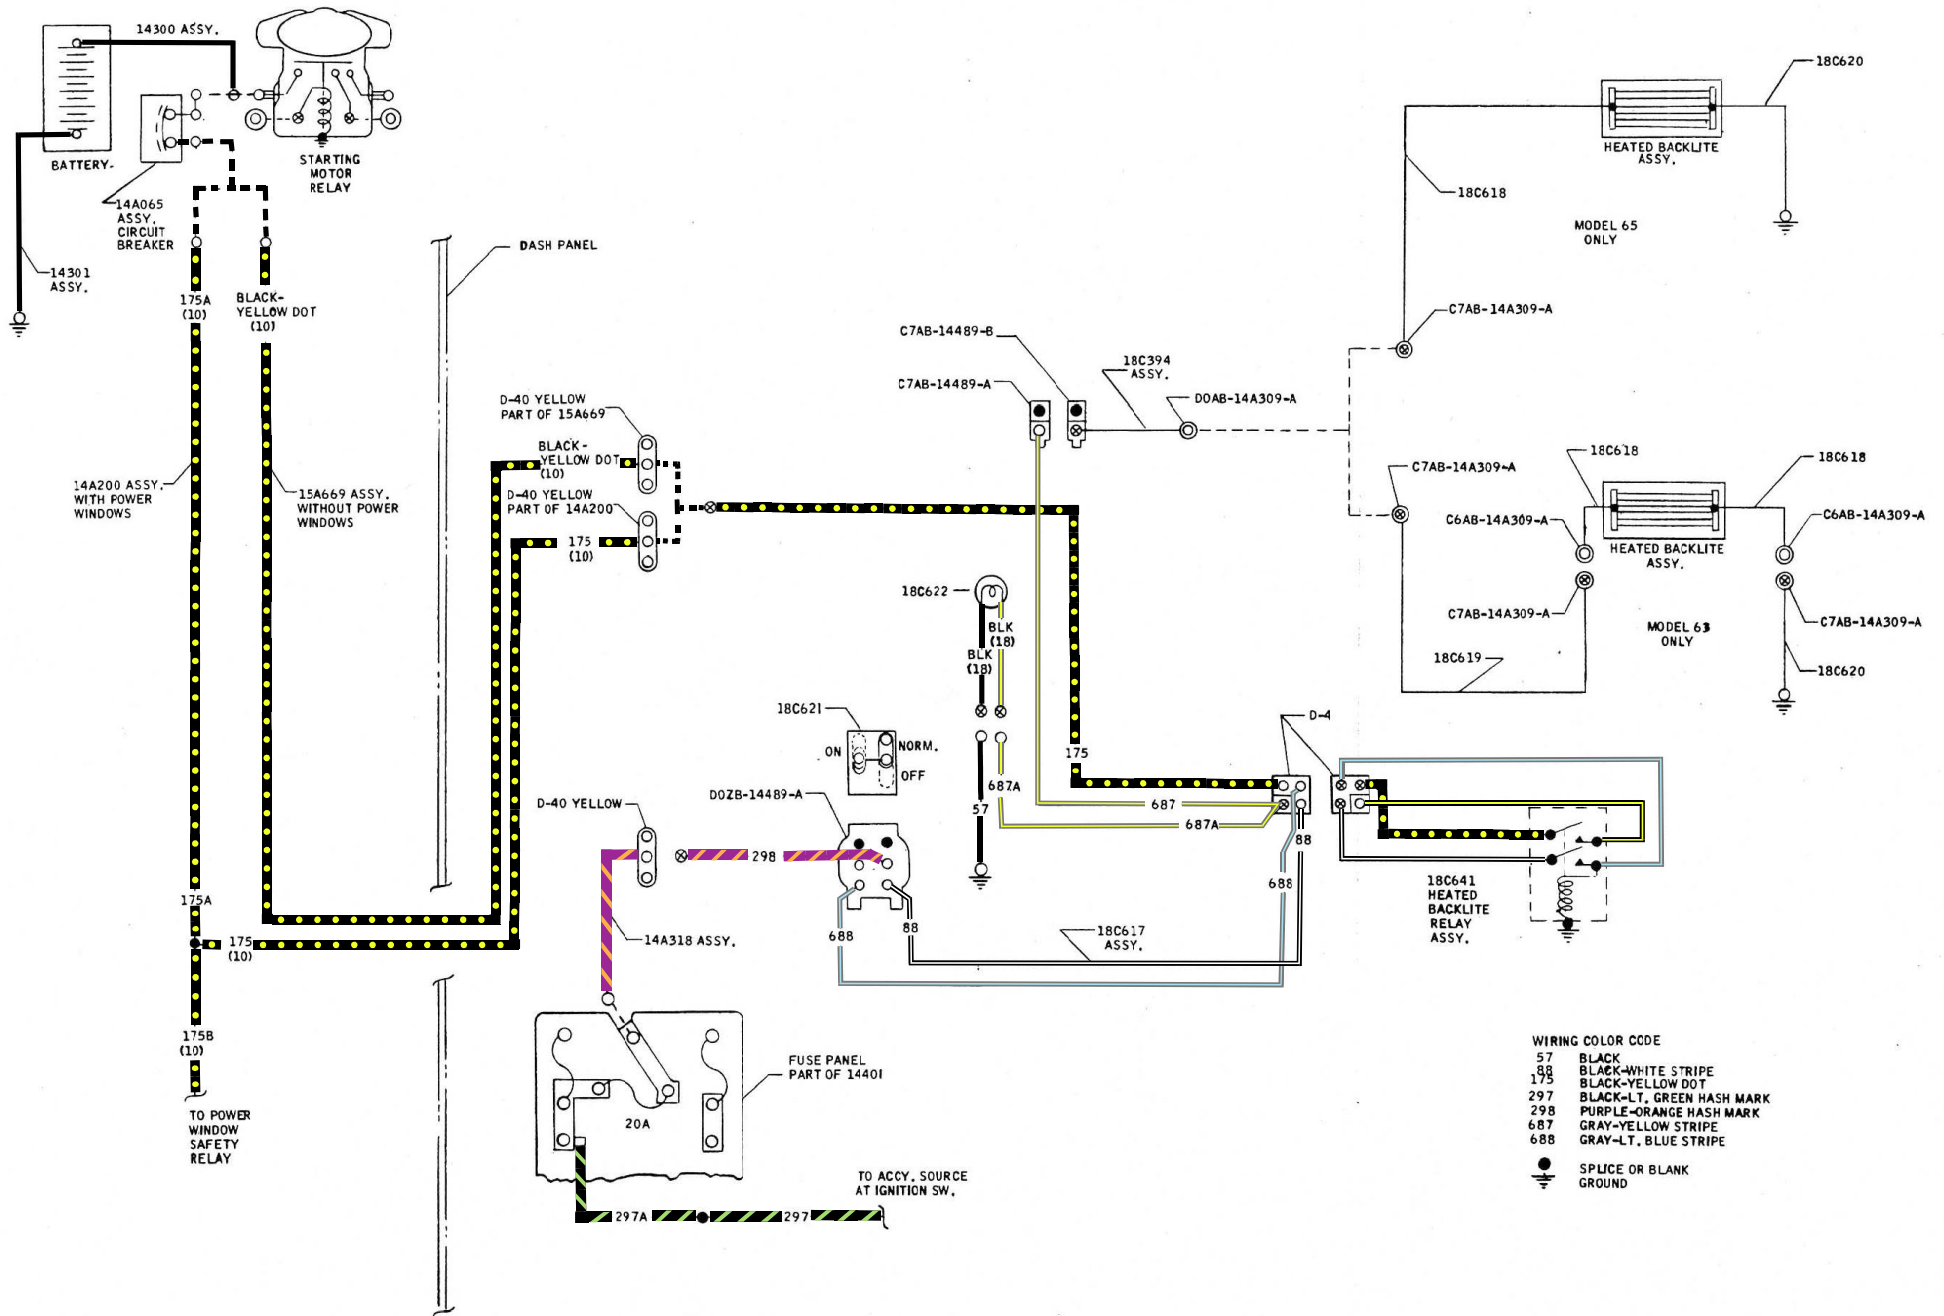 14300 ASSY.
BATTERY-
STARTING
MOTOR
RELAY
14A065
ASSY.
CIRCUIT
BREAKER
14301
ASSY.
175A
(10)
BLACK-
YELLOW DOT
(10)
DASH PANEL
14A200 ASSY.
WITH POWER
WINDOWS
15A669 ASSY.
WITHOUT POWER
WINDOWS
D-40 YELLOW
PART OF 15A669
BLACK-
YELLOW DOT
(10)
D-40 YELLOW
PART OF 14A200
175
(10)
175A
175
(10)
175B
(10)
TO POWER
WINDOW
SAFETY
RELAY
C7AB-14489-B
C7AB-14489-A
18C394
ASSY.
D0AB-14A309-A
18C620
HEATED BACKLITE
ASSY.
18C618
MODEL 65
ONLY
C7AB-14A309-A
C7AB-14A309-A
18C618
18C618
C6AB-14A309-A
C6AB-14A309-A
HEATED BACKLITE
ASSY.
C7AB-14A309-A
C7AB-14A309-A
MODEL 63
ONLY
18C619
18C620
18C622
BLK
(18)
BLK
(18)
18C621
ON
NORM.
OFF
D-4
175
687A
57
687
687A
88
688
D0ZB-14489-A
D-40 YELLOW
298
688
88
18C617
ASSY.
14A318 ASSY.
18C641
HEATED
BACKLITE
RELAY
ASSY.
FUSE PANEL
PART OF 14401
20A
TO ACCY. SOURCE
AT IGNITION SW.
297A
297
WIRING COLOR CODE
57 BLACK
88 BLACK-WHITE STRIPE
175 BLACK-YELLOW DOT
297 BLACK-LT. GREEN HASH MARK
298 PURPLE-ORANGE HASH MARK
687 GRAY-YELLOW STRIPE
688 GRAY-LT. BLUE STRIPE
SPLICE OR BLANK
GROUND